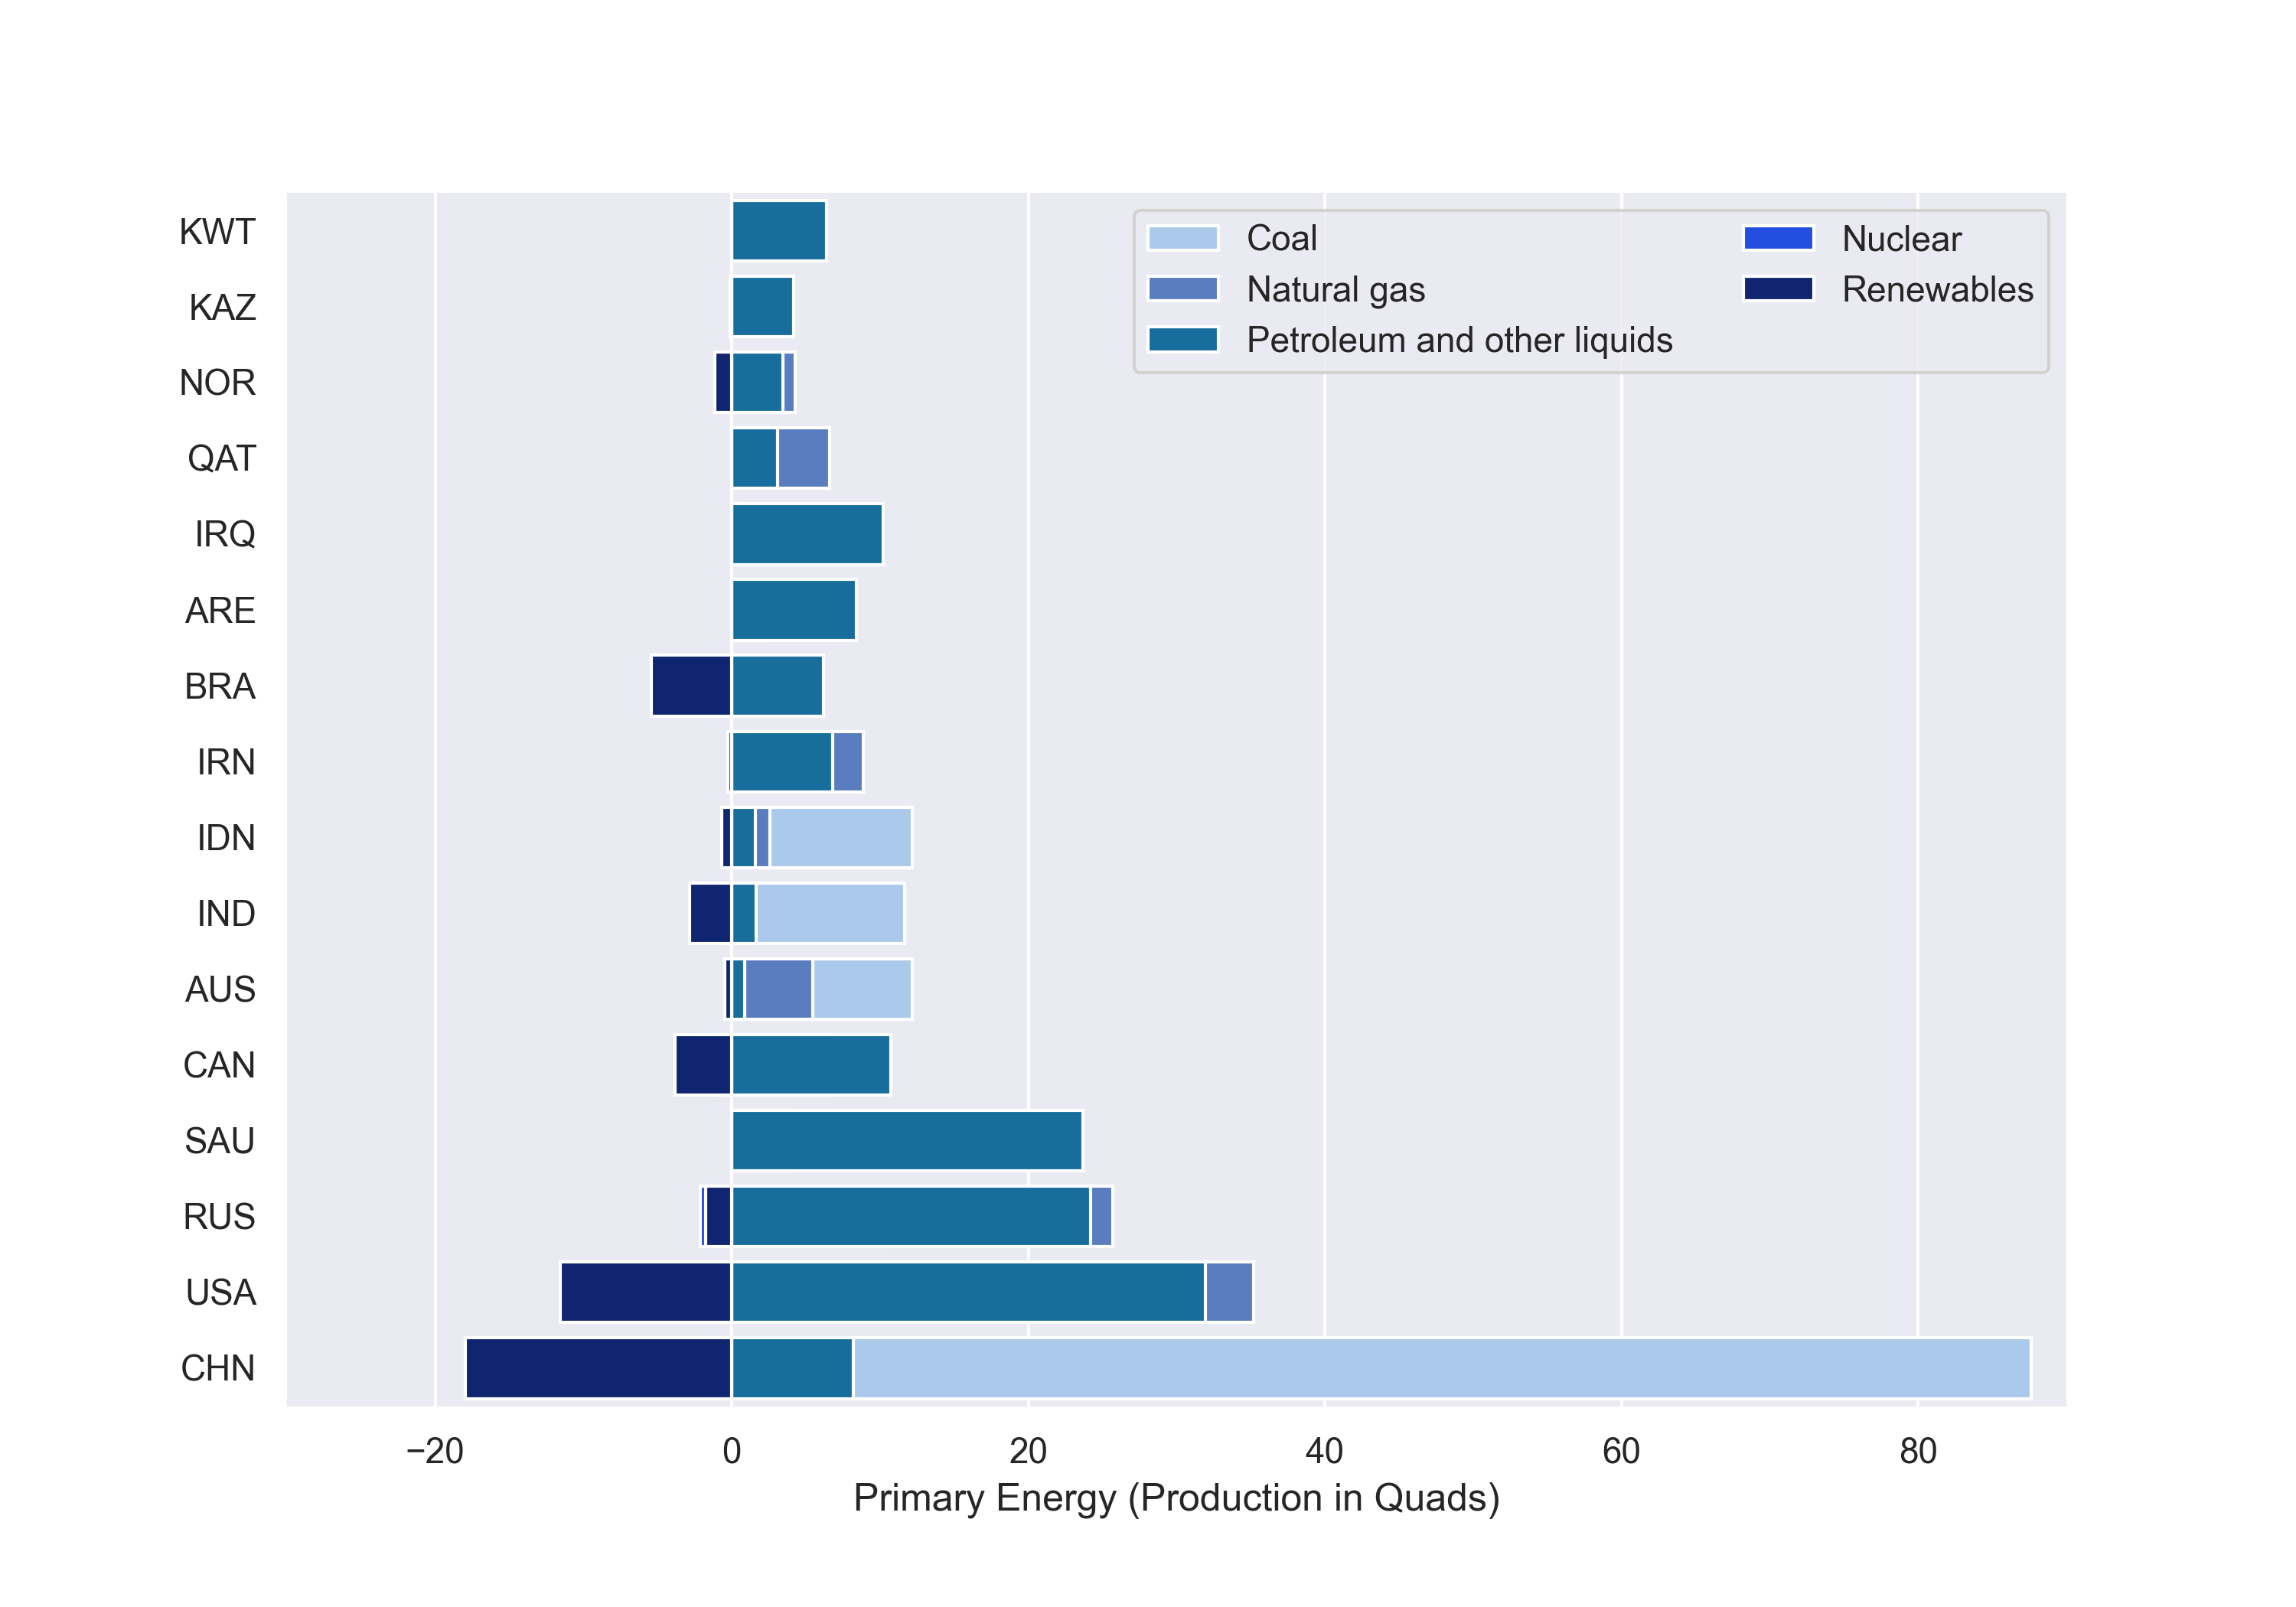 Coal
Natural gas
Petroleum and other liquids
Nuclear
Renewables
KWT
KAZ
NOR
QAT
IRQ
ARE
BRA
IRN
IDN
IND
AUS
CAN
SAU
RUS
USA
CHN
−20 0 20 40 60 80
Primary Energy (Production in Quads)